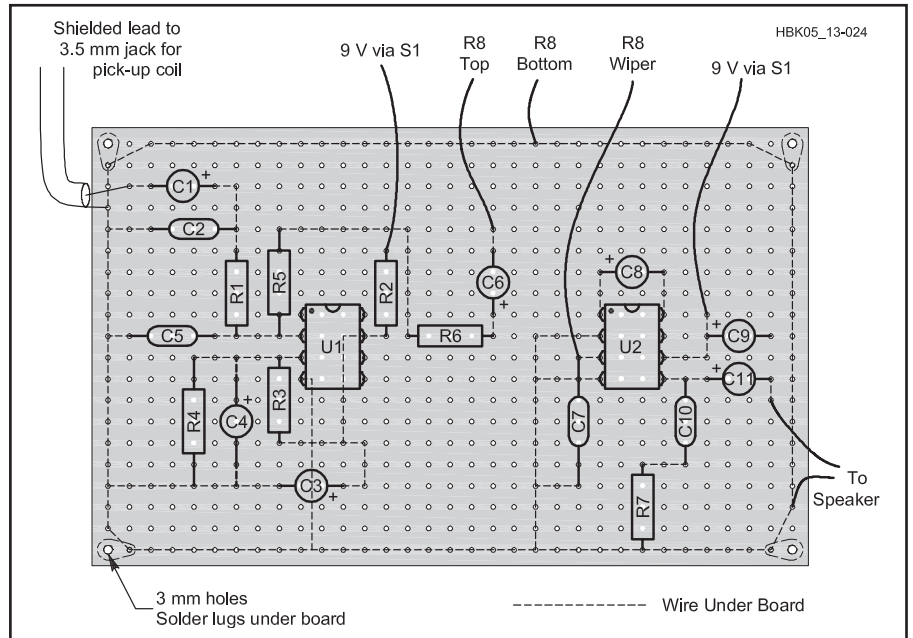 Shielded lead to
3.5 mm jack for
pick-up coil
9 V via S1
R8
Top
R8
Bottom
R8
Wiper
9 V via S1
HBK05_13-024
C1
+
C2
R1
R5
R2
C6
+
+
C8
C5
U1
R6
U2
+
C9
+
C11
R4
C4
+
R3
C7
C10
C3
+
R7
To
Speaker
3 mm holes
Solder lugs under board
Wire Under Board